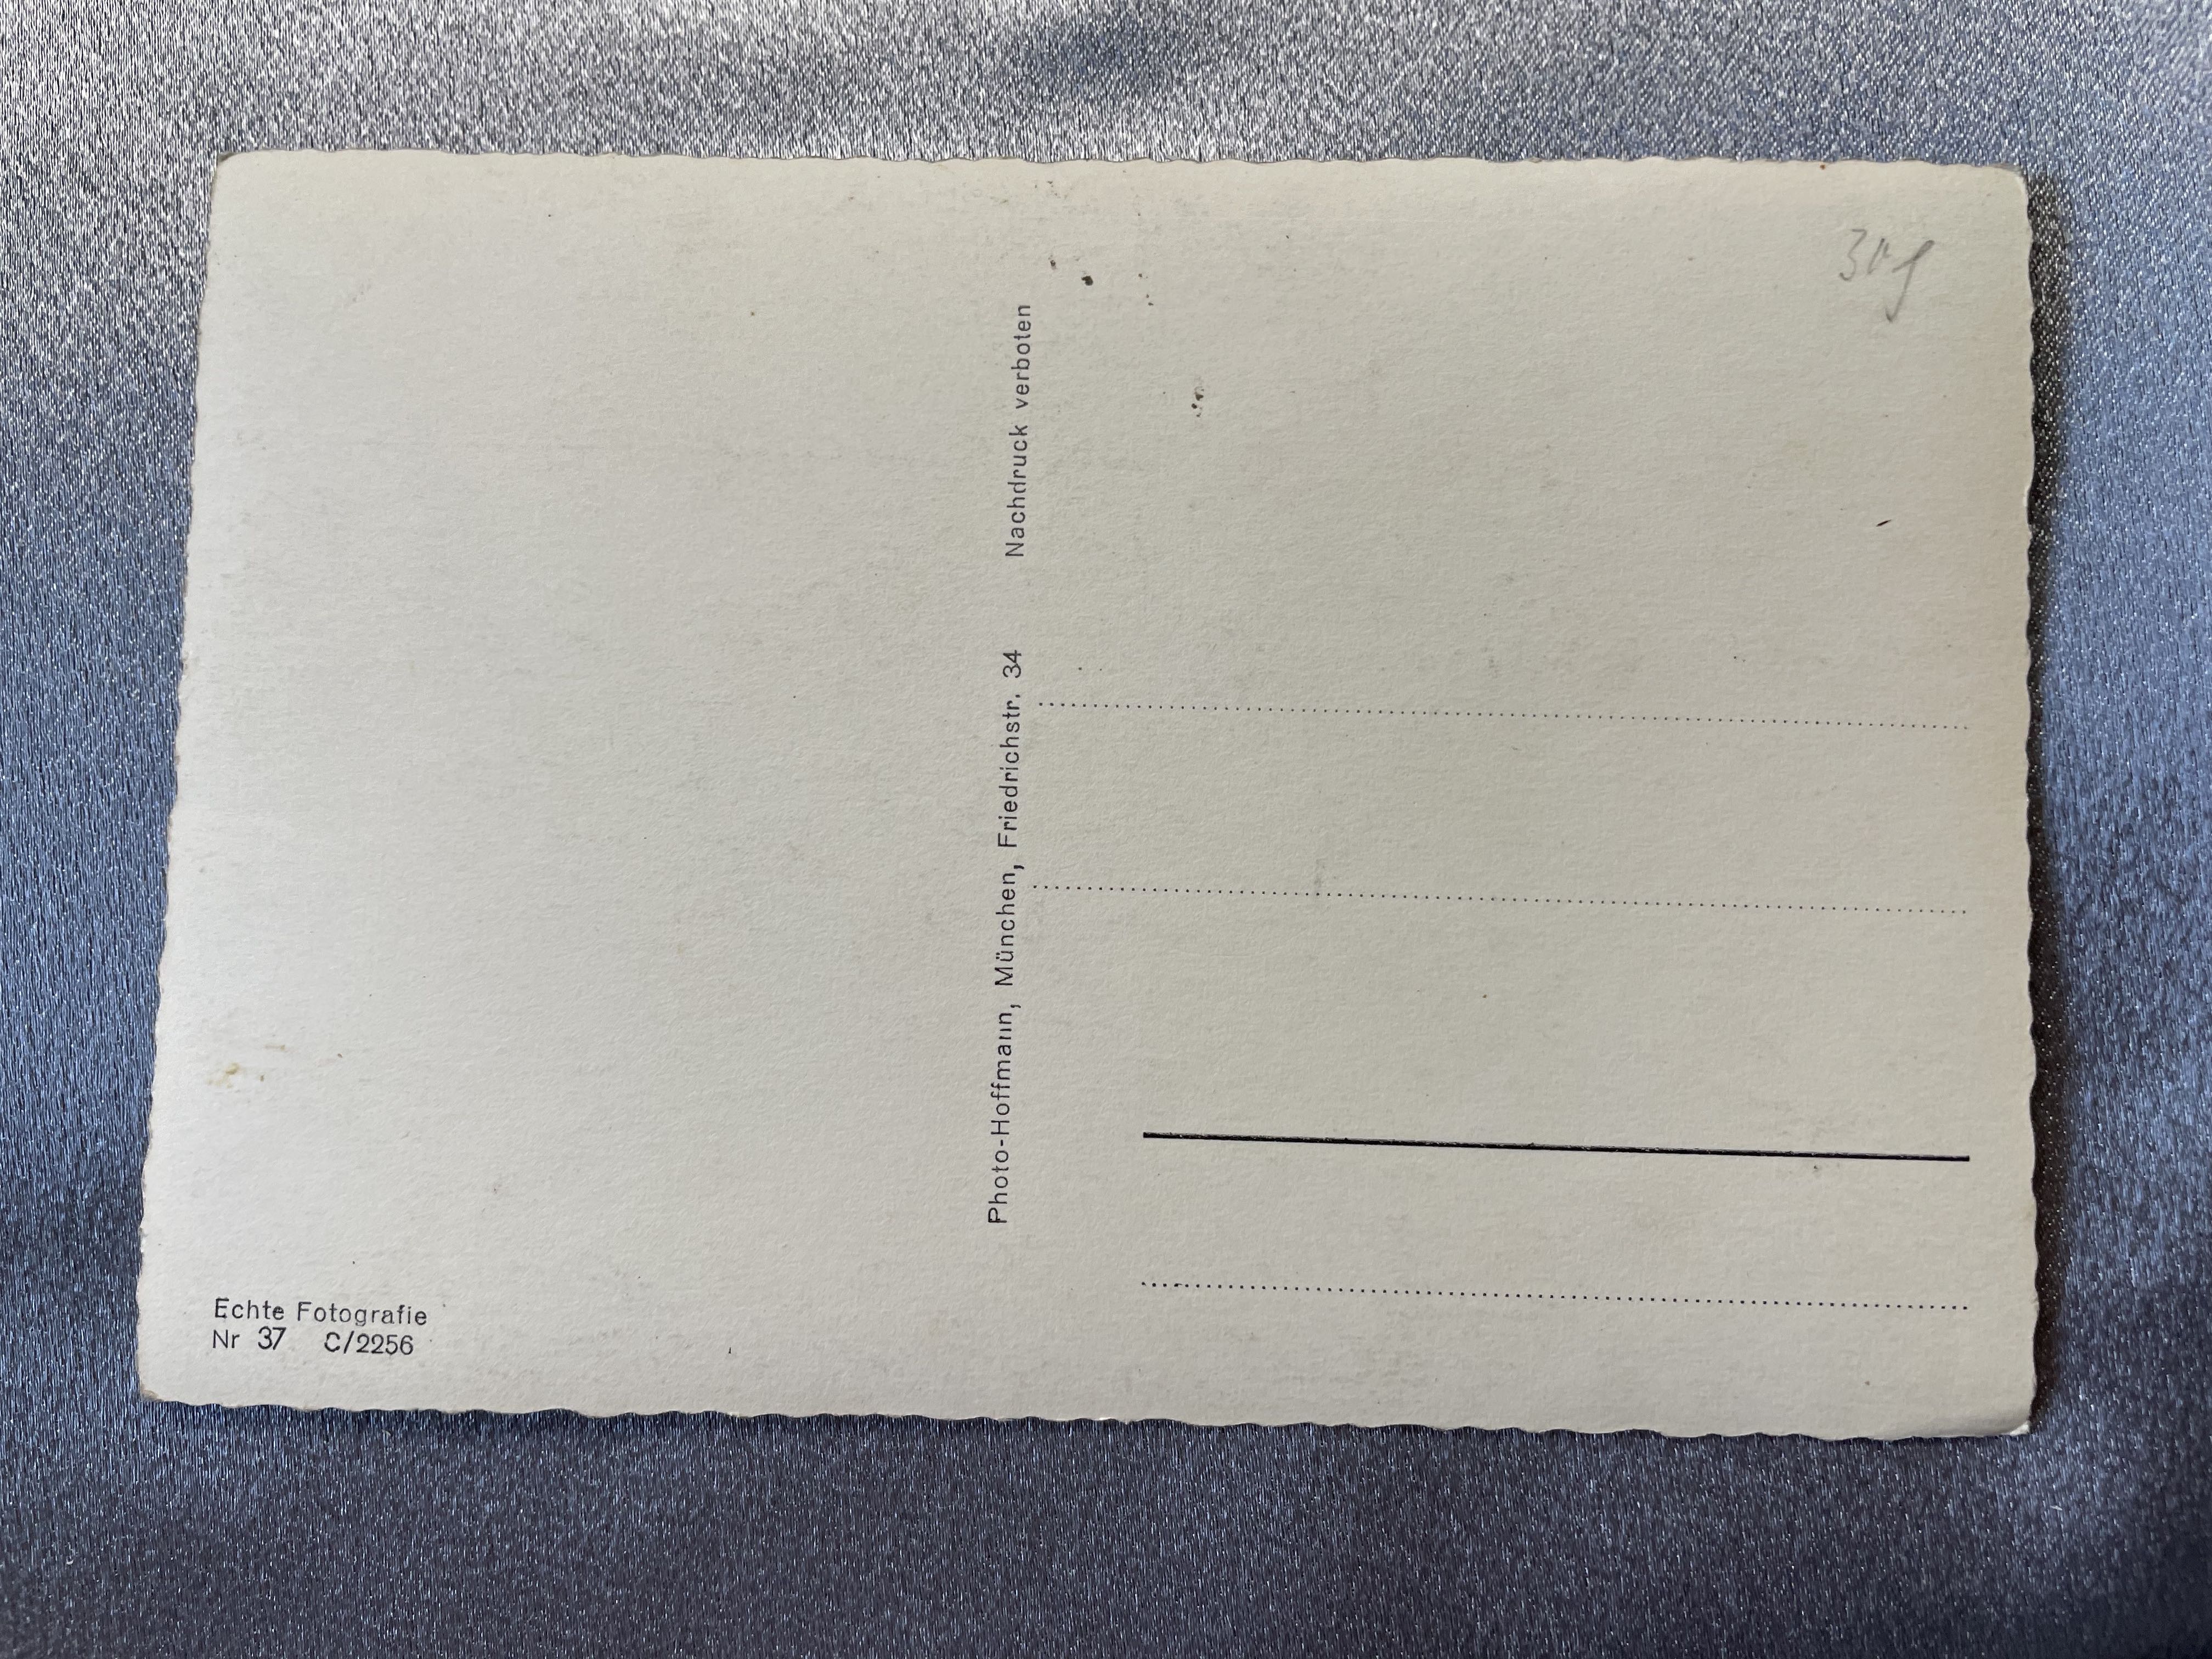 Nachdruck verboten
Photo-Hoffmann, München, Friedrichstr. 34
Echte Fotografie
Nr 37 C/2256